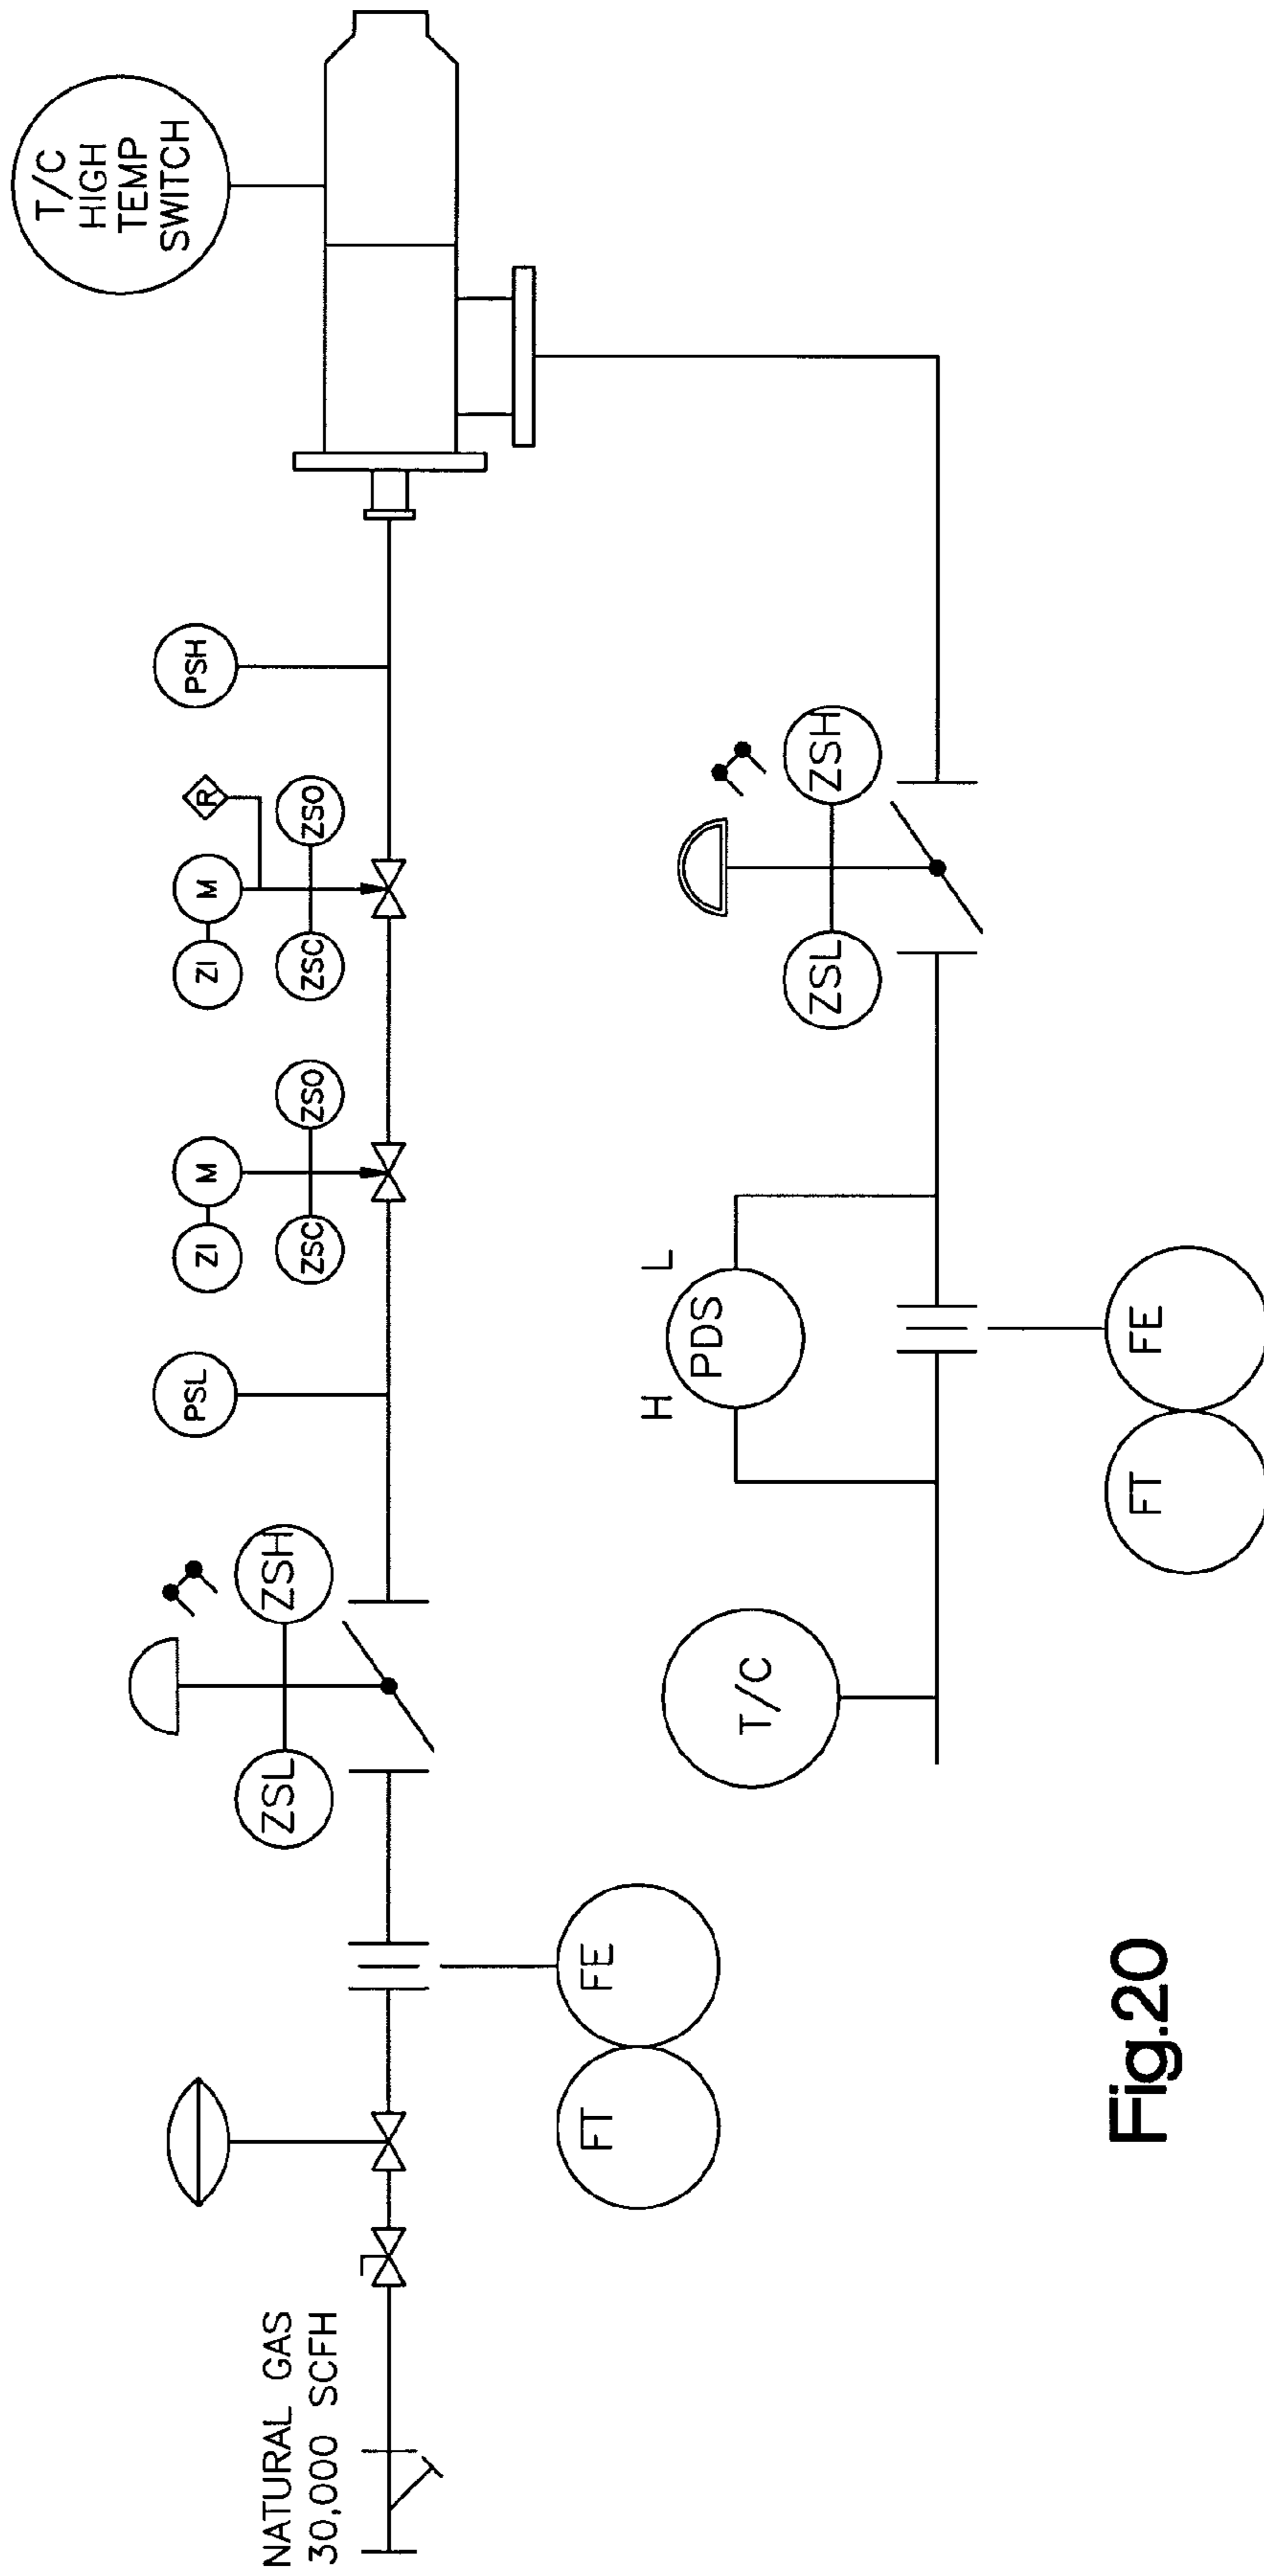 T/C
HIGH
TEMP
SWITCH
PSH
R
M
ZI
ZSO
ZSC
M
ZI
ZSO
ZSC
PSL
ZSH
ZSL
FE
FT
NATURAL GAS
30,000 SCFH
ZSH
ZSL
H
L
PDS
FE
FT
T/C
Fig.20